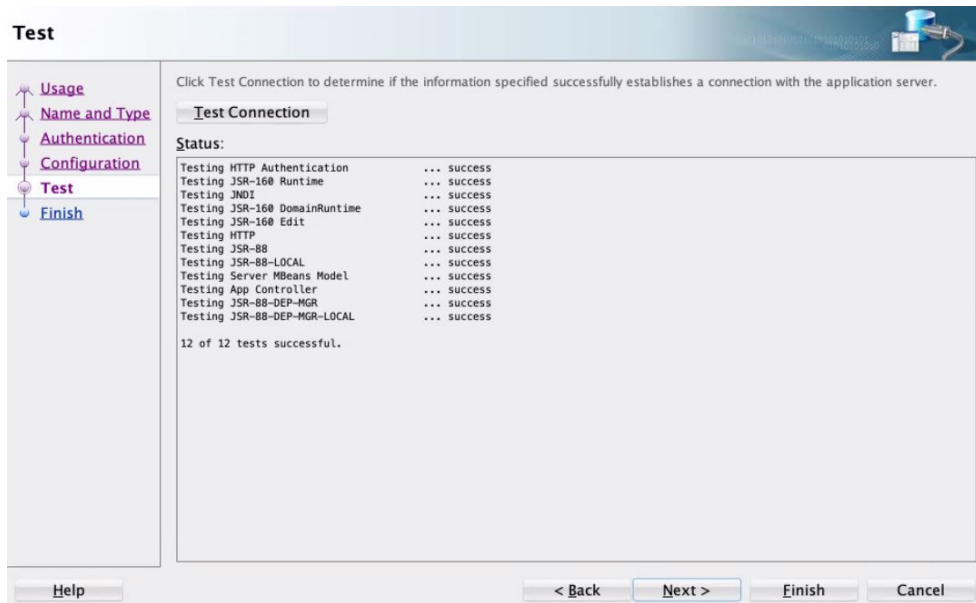 Test
Usage
Name and Type
Authentication
Configuration
Test
Finish
Click Test Connection to determine if the information specified successfully establishes a connection with the application server.
Test Connection
Status:
Testing HTTP Authentication ... success
Testing JSR-160 Runtime ... success
Testing JNDI ... success
Testing JSR-160 DomainRuntime ... success
Testing JSR-160 Edit ... success
Testing HTTP ... success
Testing JSR-88 ... success
Testing JSR-88-LOCAL ... success
Testing Server MBeans Model ... success
Testing App Controller ... success
Testing JSR-88-DEP-MGR ... success
Testing JSR-88-DEP-MGR-LOCAL ... success
12 of 12 tests successful.
Help
< Back
Next >
Finish
Cancel